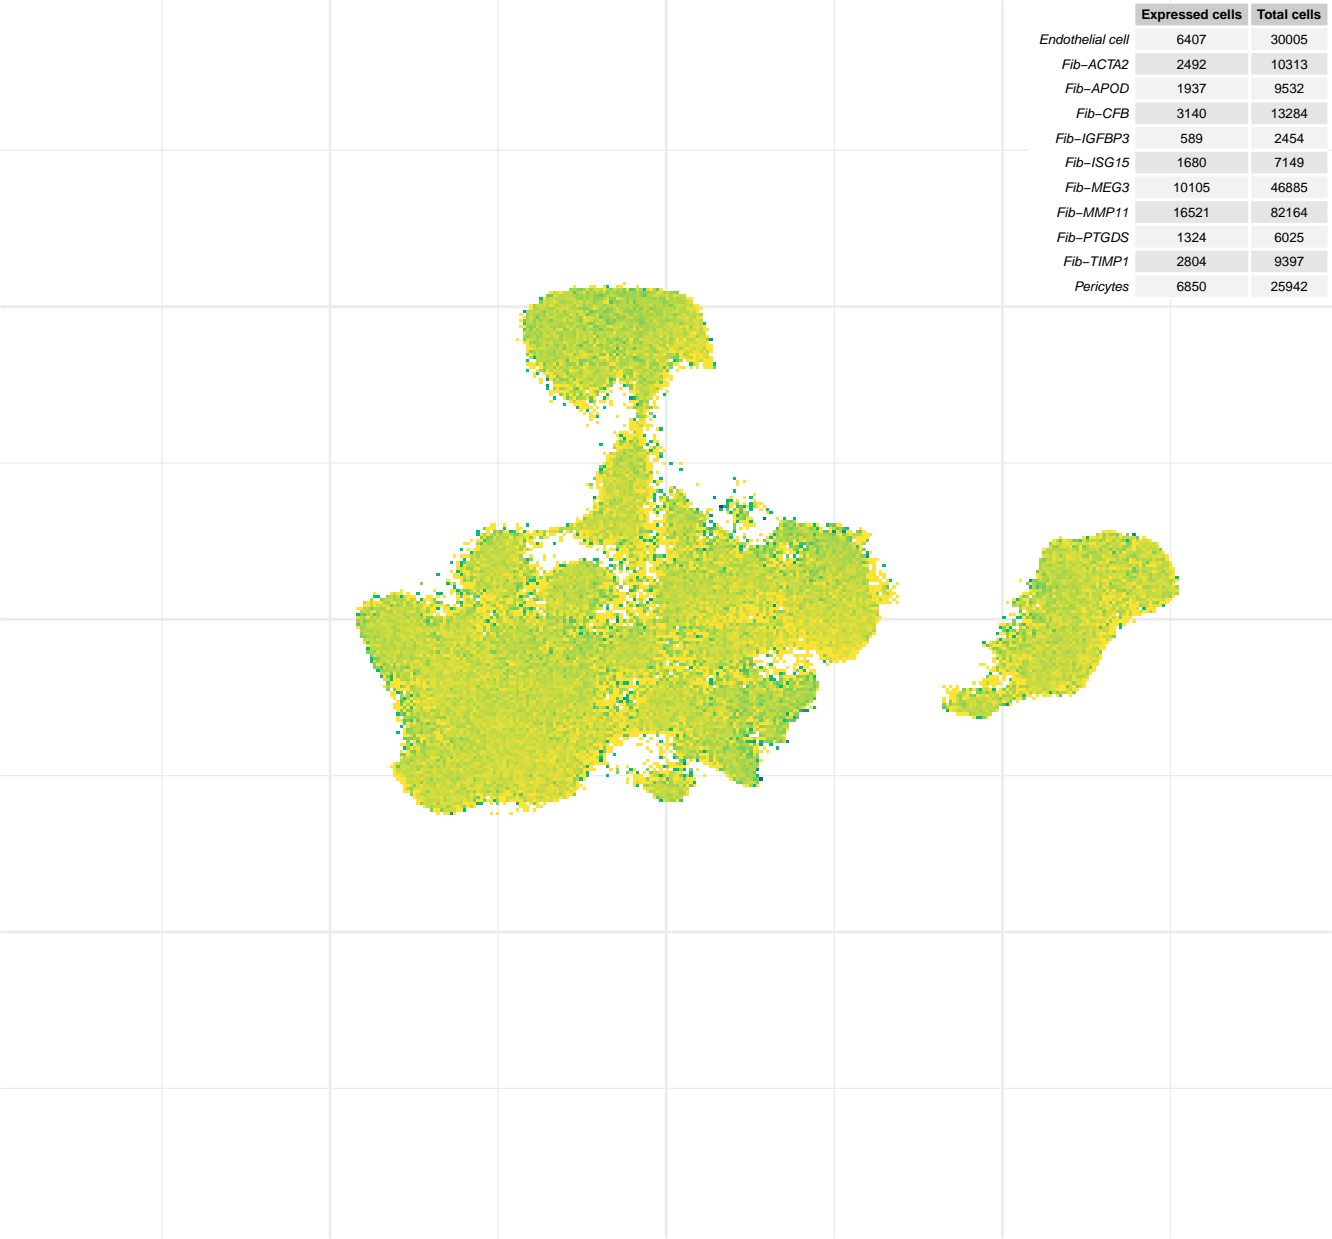 Expressed cells Total cells
Endothelial cell 6407 30005
Fib−ACTA2 2492 10313
Fib−APOD 1937 9532
Fib−CFB 3140 13284
Fib−IGFBP3 589 2454
Fib−ISG15 1680 7149
Fib−MEG3 10105 46885
Fib−MMP11 16521 82164
Fib−PTGDS 1324 6025
Fib−TIMP1 2804 9397
Pericytes 6850 25942